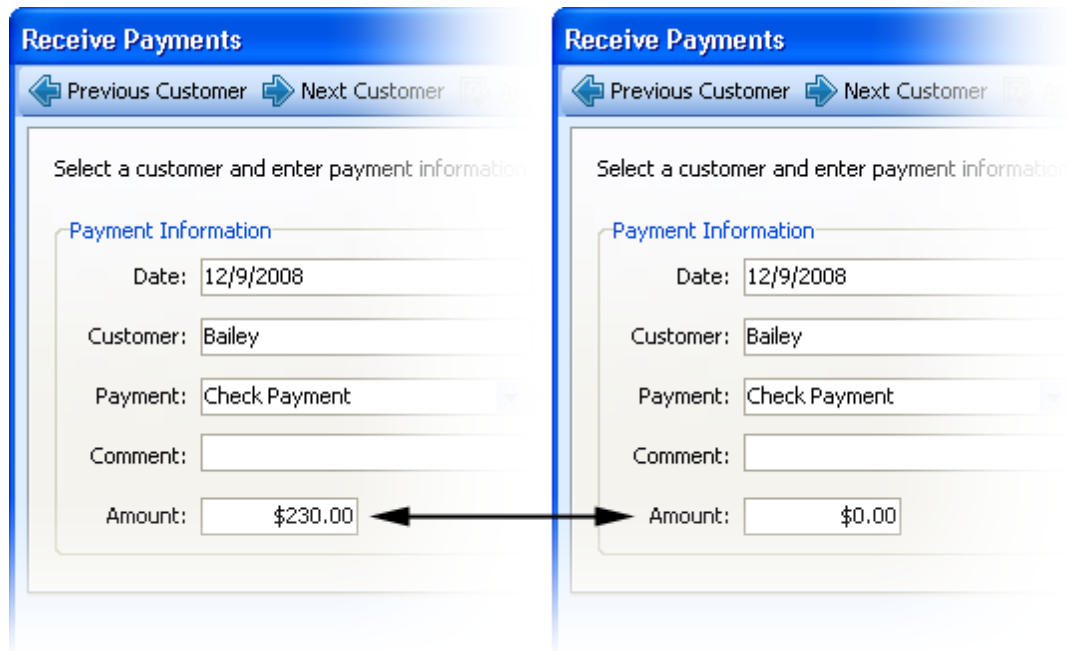 Receive Payments
Previous Customer Next Customer
Select a customer and enter payment information
Payment Information
Date: 12/9/2008
Customer: Bailey
Payment: Check Payment
Comment:
Amount: $230.00
Receive Payments
Previous Customer Next Customer
Select a customer and enter payment information
Payment Information
Date: 12/9/2008
Customer: Bailey
Payment: Check Payment
Comment:
Amount: $0.00